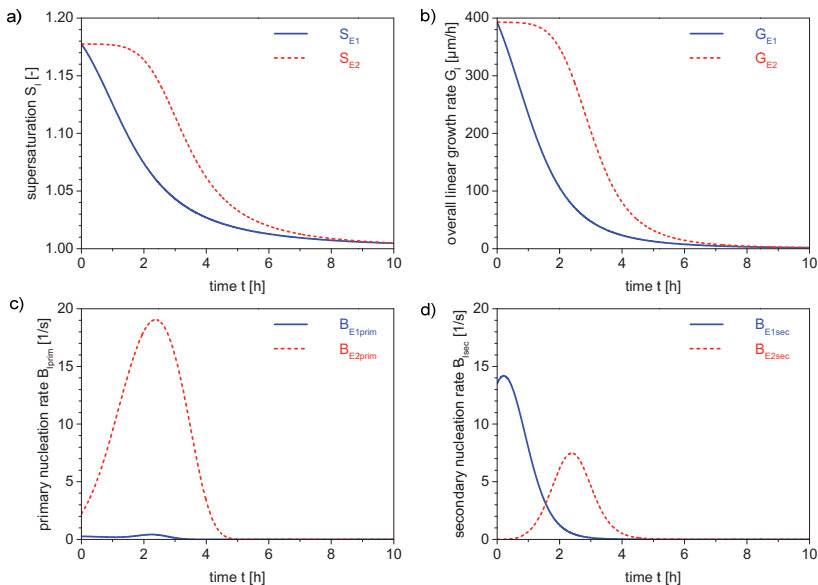 a)
supersaturation S_I [-]
1.20
1.15
1.10
1.05
1.00
0 2 4 6 8 10
time t [h]
S_E1
S_E2
b)
overall linear growth rate G_I [µm/h]
400
300
200
100
0
0 2 4 6 8 10
time t [h]
G_E1
G_E2
c)
primary nucleation rate B_Iprim [1/s]
20
15
10
5
0
0 2 4 6 8 10
time t [h]
B_E1prim
B_E2prim
d)
secondary nucleation rate B_Isec [1/s]
20
15
10
5
0
0 2 4 6 8 10
time t [h]
B_E1sec
B_E2sec